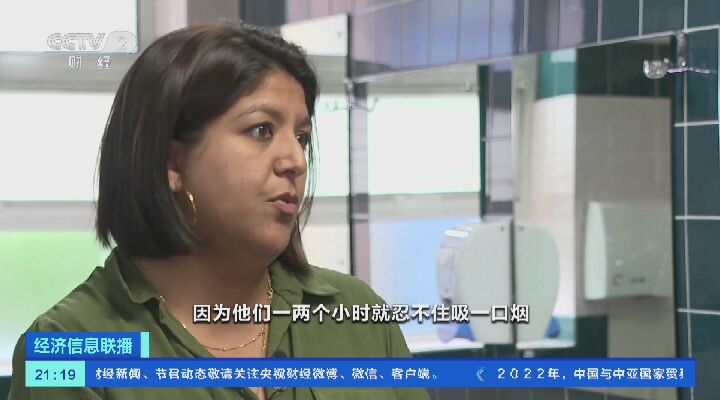 CCTV 2
财经
因为他们一两个小时就忍不住吸一口烟
经济信息联播
21:19
财经新闻、节目动态敬请关注央视财经微博、微信、客户端。
2022年，中国与中亚国家贸易